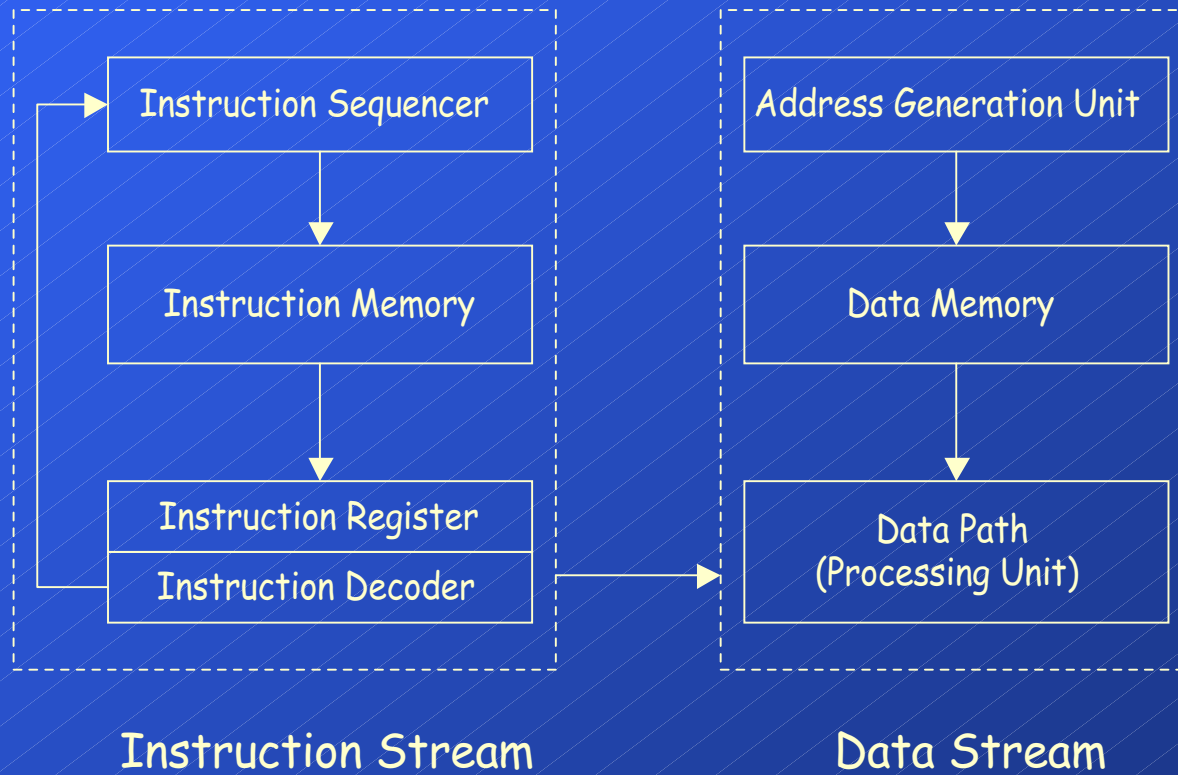 Instruction Sequencer
Instruction Memory
Instruction Register
Instruction Decoder
Instruction Stream
Address Generation Unit
Data Memory
Data Path
(Processing Unit)
Data Stream